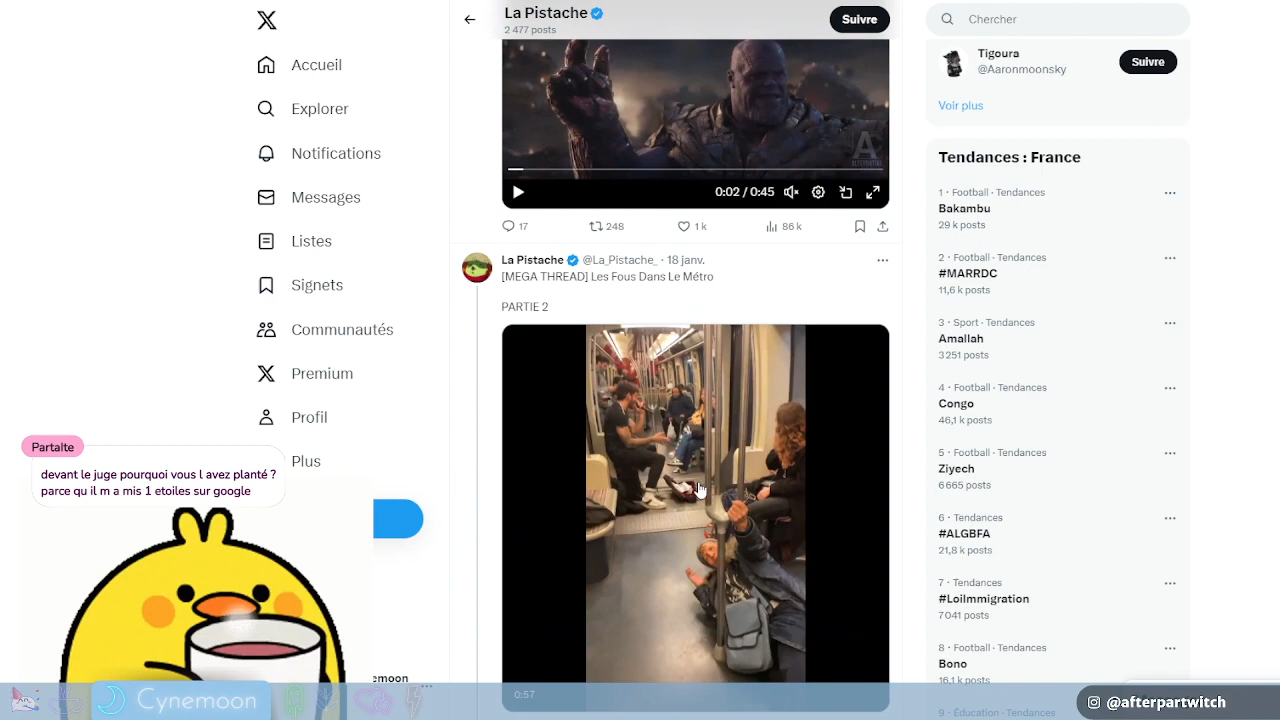 La Pistache
2 477 posts
Suivre
Chercher
Tigoura
@Aaronmoonsky
Suivre
Voir plus
Accueil
Explorer
Notifications
Messages
Listes
Signets
Communautés
Premium
Profil
Plus
0:02 / 0:45
17
248
1 k
86 k
La Pistache @La_Pistache_ · 18 janv.
[MEGA THREAD] Les Fous Dans Le Métro
PARTIE 2
0:57
Tendances : France
1 · Football · Tendances
Bakambu
29 k posts
2 · Football · Tendances
#MARRDC
11,6 k posts
3 · Sport · Tendances
Amallah
3 251 posts
4 · Football · Tendances
Congo
46,1 k posts
5 · Football · Tendances
Ziyech
6 665 posts
6 · Tendances
#ALGBFA
21,8 k posts
7 · Tendances
#LoiImmigration
7 041 posts
8 · Football · Tendances
Bono
16,1 k posts
9 · Éducation · Tendances
Partalte
devant le juge pourquoi vous l avez planté ?
parce qu il m a mis 1 etoiles sur google
Cynemoon
@afterpartwitch